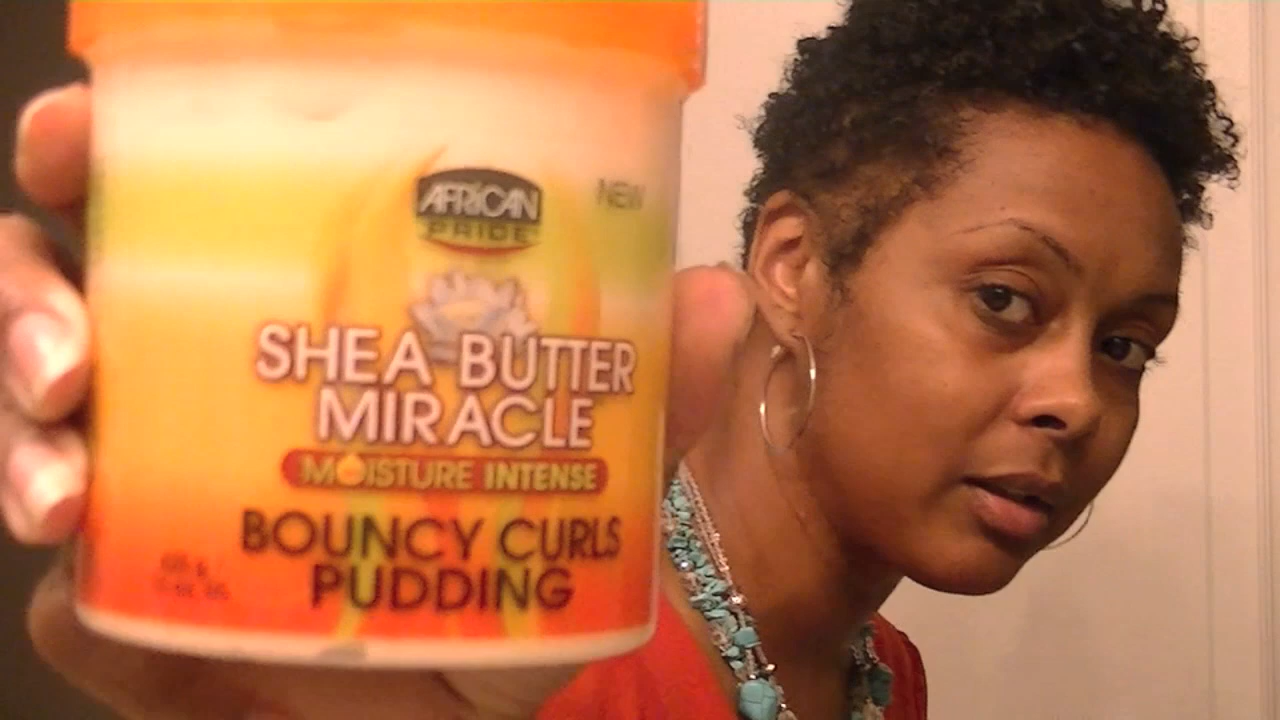 AFRICAN
PRIDE
NEW
SHEA BUTTER
MIRACLE
MOISTURE INTENSE
BOUNCY CURLS
PUDDING